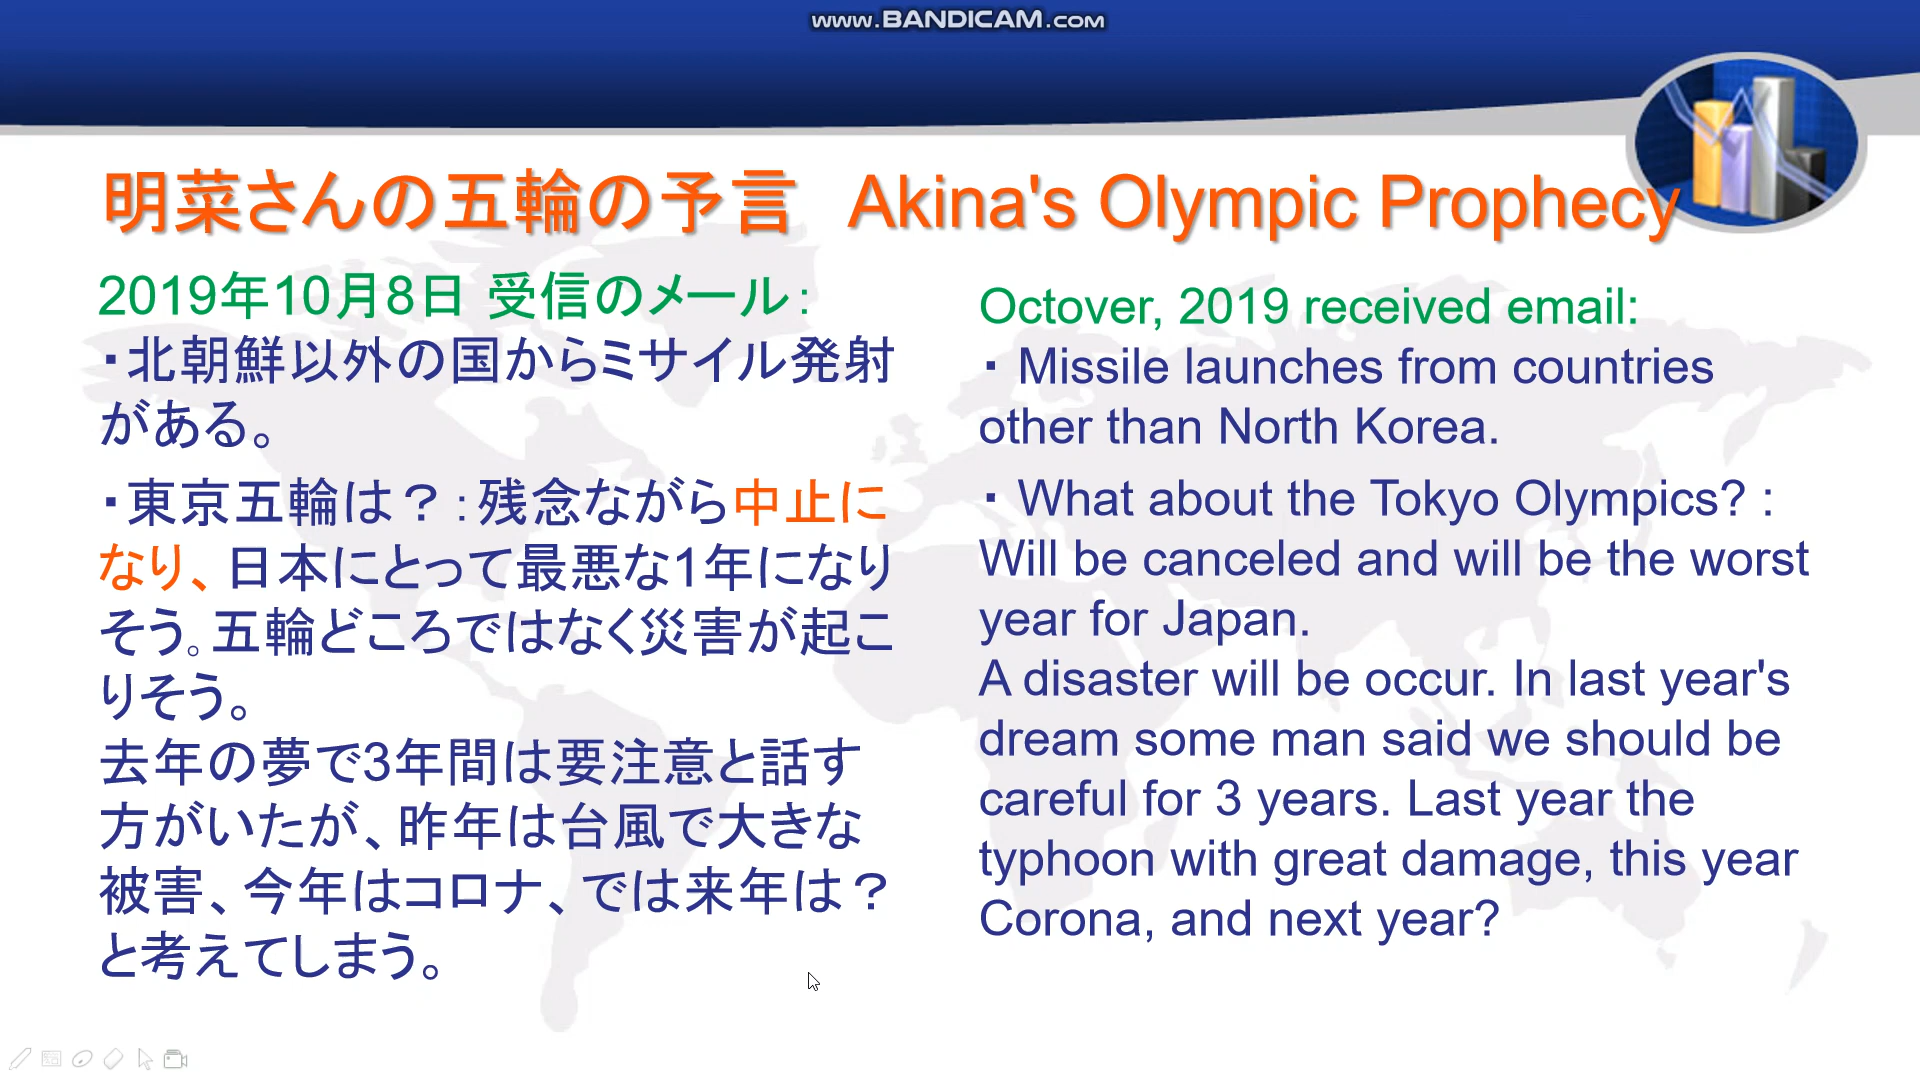 www.BANDICAM.com
明菜さんの五輪の予言 Akina's Olympic Prophecy
2019年10月8日 受信のメール:
・北朝鮮以外の国からミサイル発射
がある。
・東京五輪は?:残念ながら中止に
なり、日本にとって最悪な1年になり
そう。五輪どころではなく災害が起こ
りそう。
去年の夢で3年間は要注意と話す
方がいたが、昨年は台風で大きな
被害、今年はコロナ、では来年は?
と考えてしまう。
Octover, 2019 received email:
・ Missile launches from countries
other than North Korea.
・ What about the Tokyo Olympics? :
Will be canceled and will be the worst
year for Japan.
A disaster will be occur. In last year's
dream some man said we should be
careful for 3 years. Last year the
typhoon with great damage, this year
Corona, and next year?